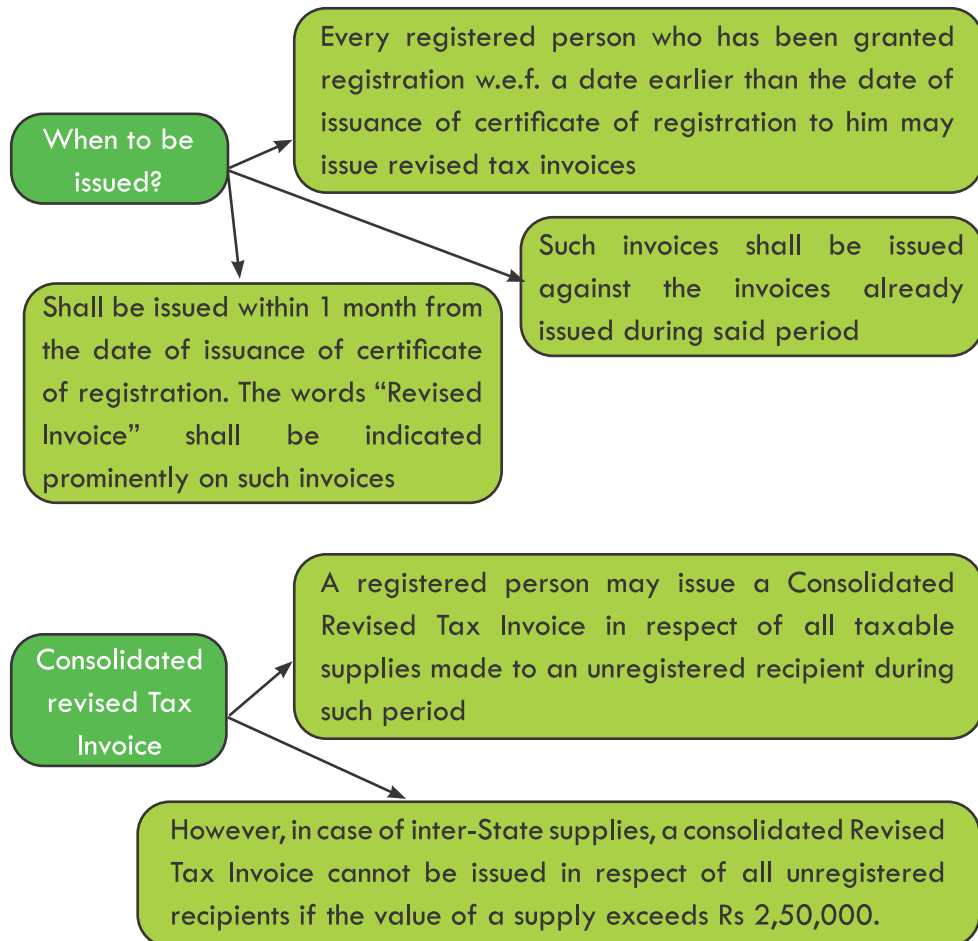 When to be
issued?
Every registered person who has been granted
registration w.e.f. a date earlier than the date of
issuance of certificate of registration to him may
issue revised tax invoices
Such invoices shall be issued
against the invoices already
issued during said period
Shall be issued within 1 month from
the date of issuance of certificate
of registration. The words “Revised
Invoice” shall be indicated
prominently on such invoices
Consolidated
revised Tax
Invoice
A registered person may issue a Consolidated
Revised Tax Invoice in respect of all taxable
supplies made to an unregistered recipient during
such period
However, in case of inter-State supplies, a consolidated Revised
Tax Invoice cannot be issued in respect of all unregistered
recipients if the value of a supply exceeds Rs 2,50,000.